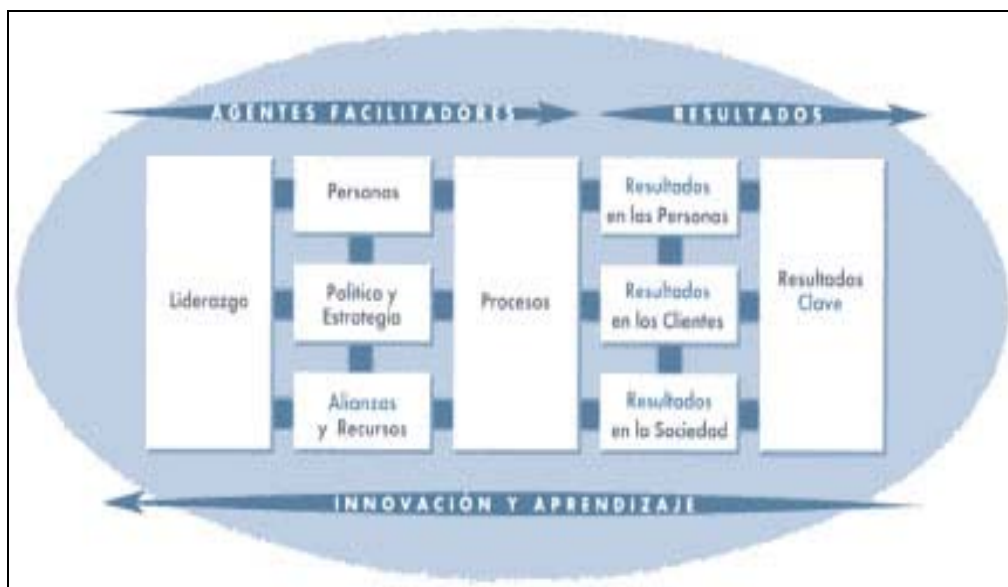 AGENTES FACILITADORES
RESULTADOS
Liderazgo
Personas
Política y
Estrategia
Alianzas
y Recursos
Procesos
Resultados
en las Personas
Resultados
en los Clientes
Resultados
en la Sociedad
Resultados
Clave
INNOVACIÓN Y APRENDIZAJE